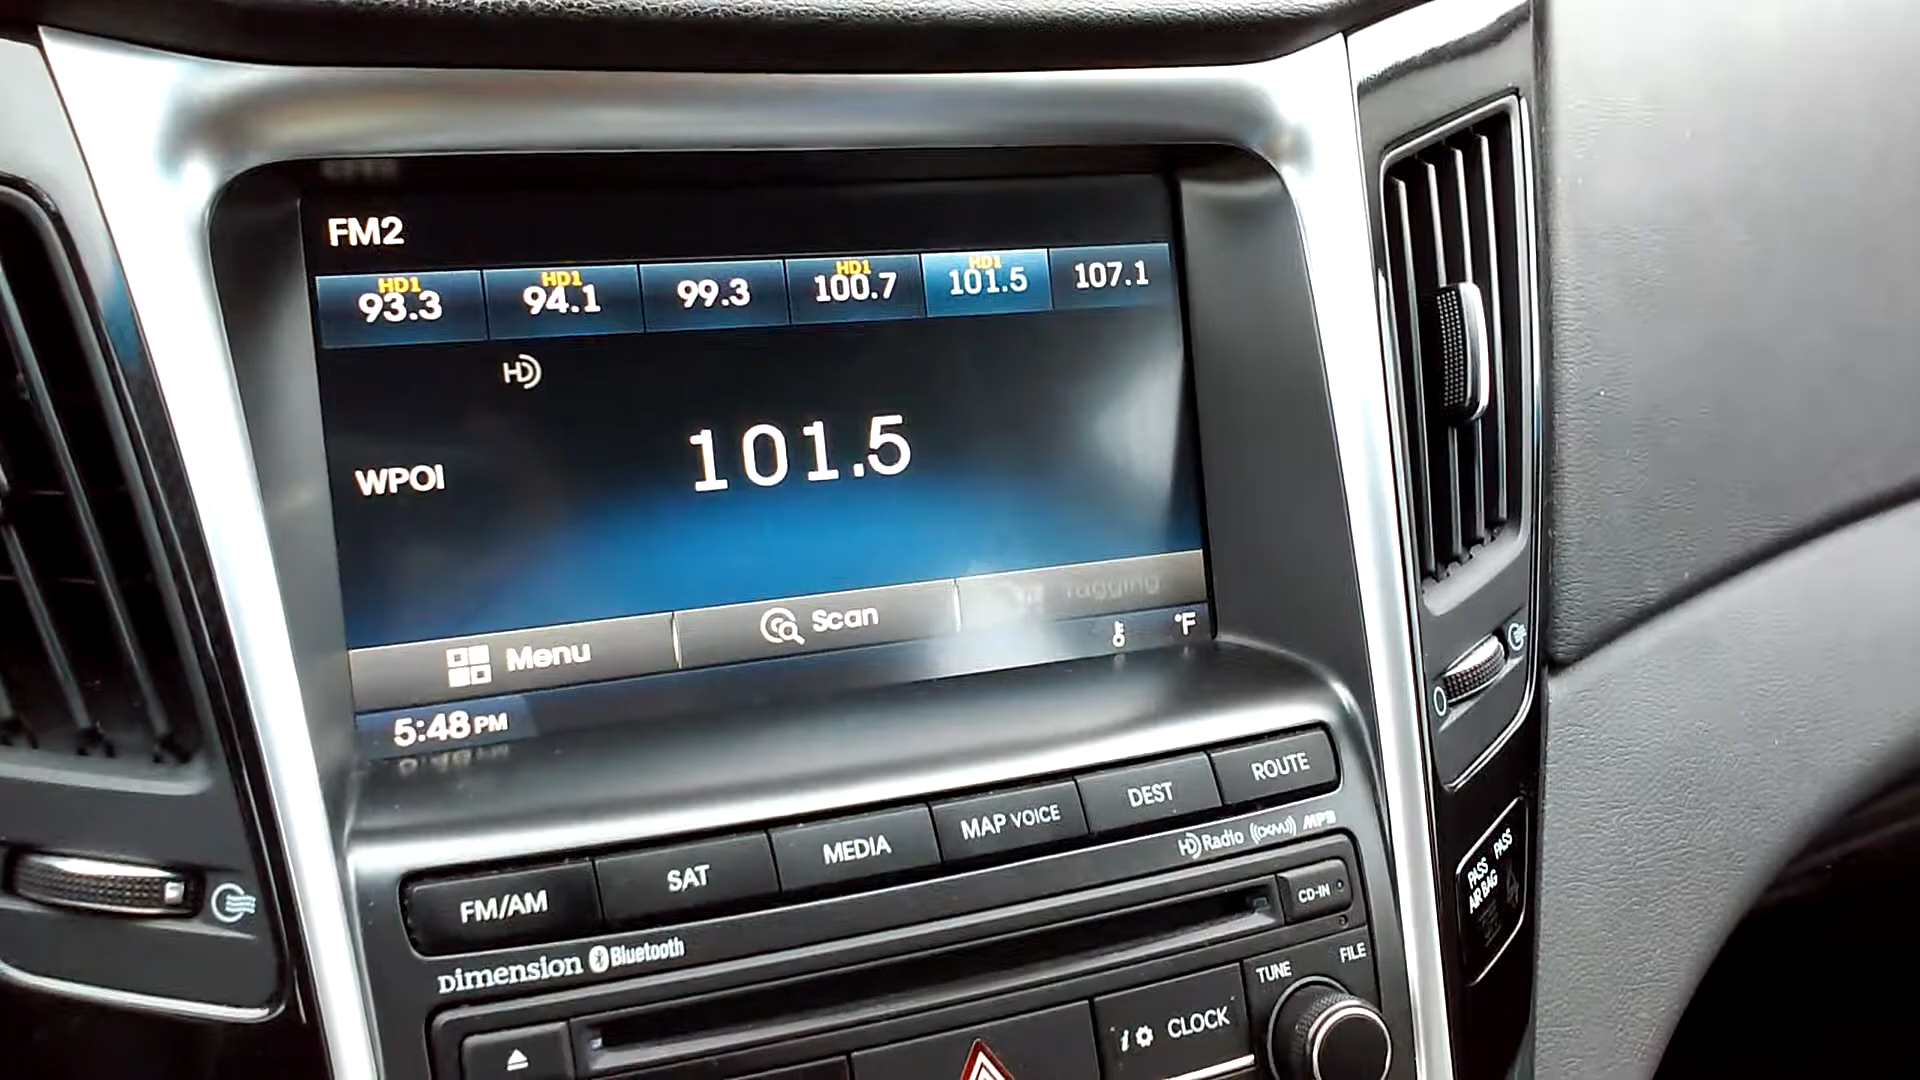 FM2
HD1 HD1 HD1 HD1
93.3 94.1 99.3 100.7 101.5 107.1
HD
WPOI 101.5
Menu Scan Tagging
°F
5:48 PM
FM/AM SAT MEDIA MAP VOICE DEST ROUTE
HD Radio ((XM)) MP3
CD-IN
Dimension Bluetooth
TUNE FILE
CLOCK
PASS AIR BAG
PASS